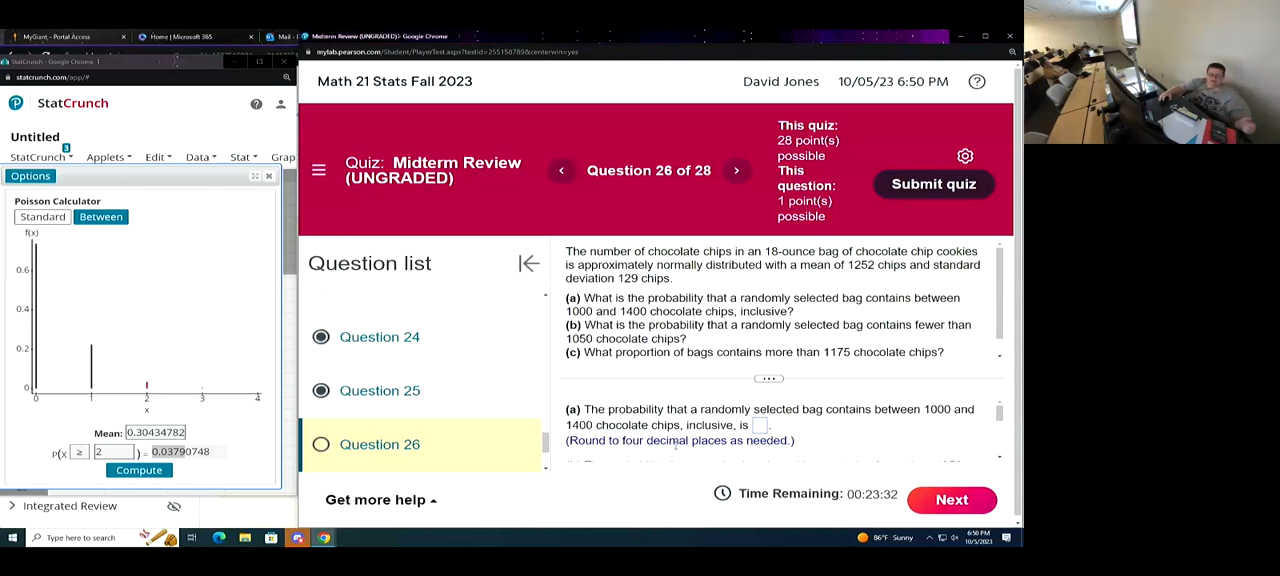 MyGiant - Portal Access
Home | Microsoft 365
Mail -
Midterm Review (UNGRADED) - Google Chrome
mylab.pearson.com/Student/PlayerTest.aspx?testId=255158789&centerwin=yes
StatCrunch - Google Chrome
statcrunch.com/app/#
StatCrunch
Untitled
3
StatCrunch Applets Edit Data Stat Grap
Options
Poisson Calculator
Standard Between
f(x)
0.6
0.4
0.2
0
0 1 2 3 4
x
Mean: 0.30434782
P(x ≥ 2 ) = 0.03790748
Compute
Integrated Review
Math 21 Stats Fall 2023
David Jones 10/05/23 6:50 PM
Quiz: Midterm Review (UNGRADED)
Question 26 of 28
This quiz: 28 point(s) possible
This question: 1 point(s) possible
Submit quiz
Question list
Question 24
Question 25
Question 26
The number of chocolate chips in an 18-ounce bag of chocolate chip cookies
is approximately normally distributed with a mean of 1252 chips and standard
deviation 129 chips.
(a) What is the probability that a randomly selected bag contains between
1000 and 1400 chocolate chips, inclusive?
(b) What is the probability that a randomly selected bag contains fewer than
1050 chocolate chips?
(c) What proportion of bags contains more than 1175 chocolate chips?
(a) The probability that a randomly selected bag contains between 1000 and
1400 chocolate chips, inclusive, is .
(Round to four decimal places as needed.)
Get more help
Time Remaining: 00:23:32
Next
Type here to search
86°F Sunny
6:50 PM
10/5/2023